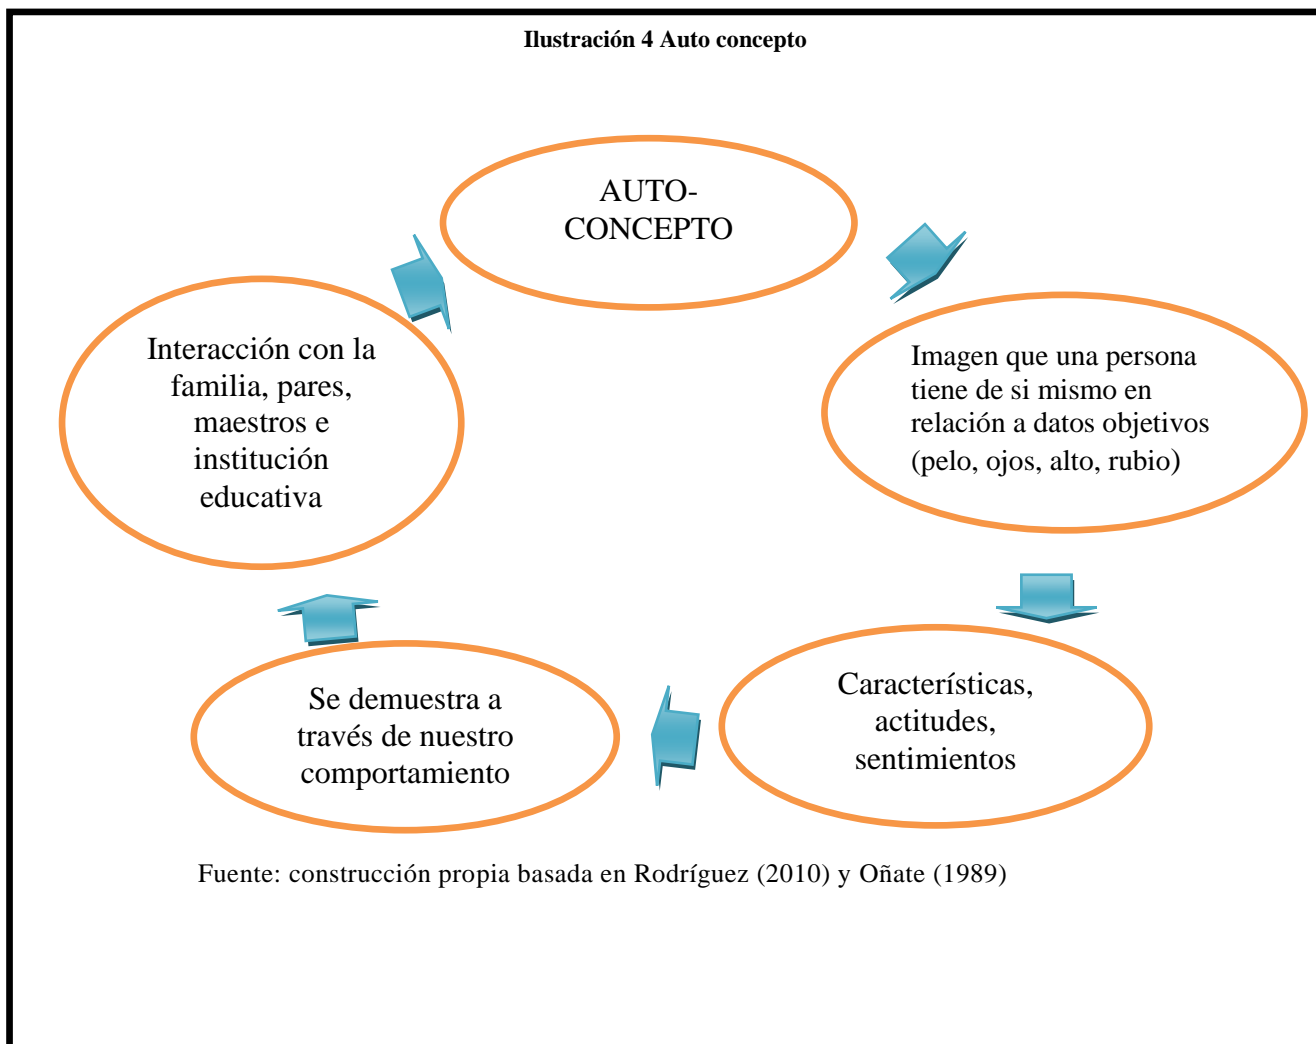 Ilustración 4 Auto concepto
AUTO-
CONCEPTO
Imagen que una persona
tiene de si mismo en
relación a datos objetivos
(pelo, ojos, alto, rubio)
Características,
actitudes,
sentimientos
Se demuestra a
través de nuestro
comportamiento
Interacción con la
familia, pares,
maestros e
institución
educativa
Fuente: construcción propia basada en Rodríguez (2010) y Oñate (1989)